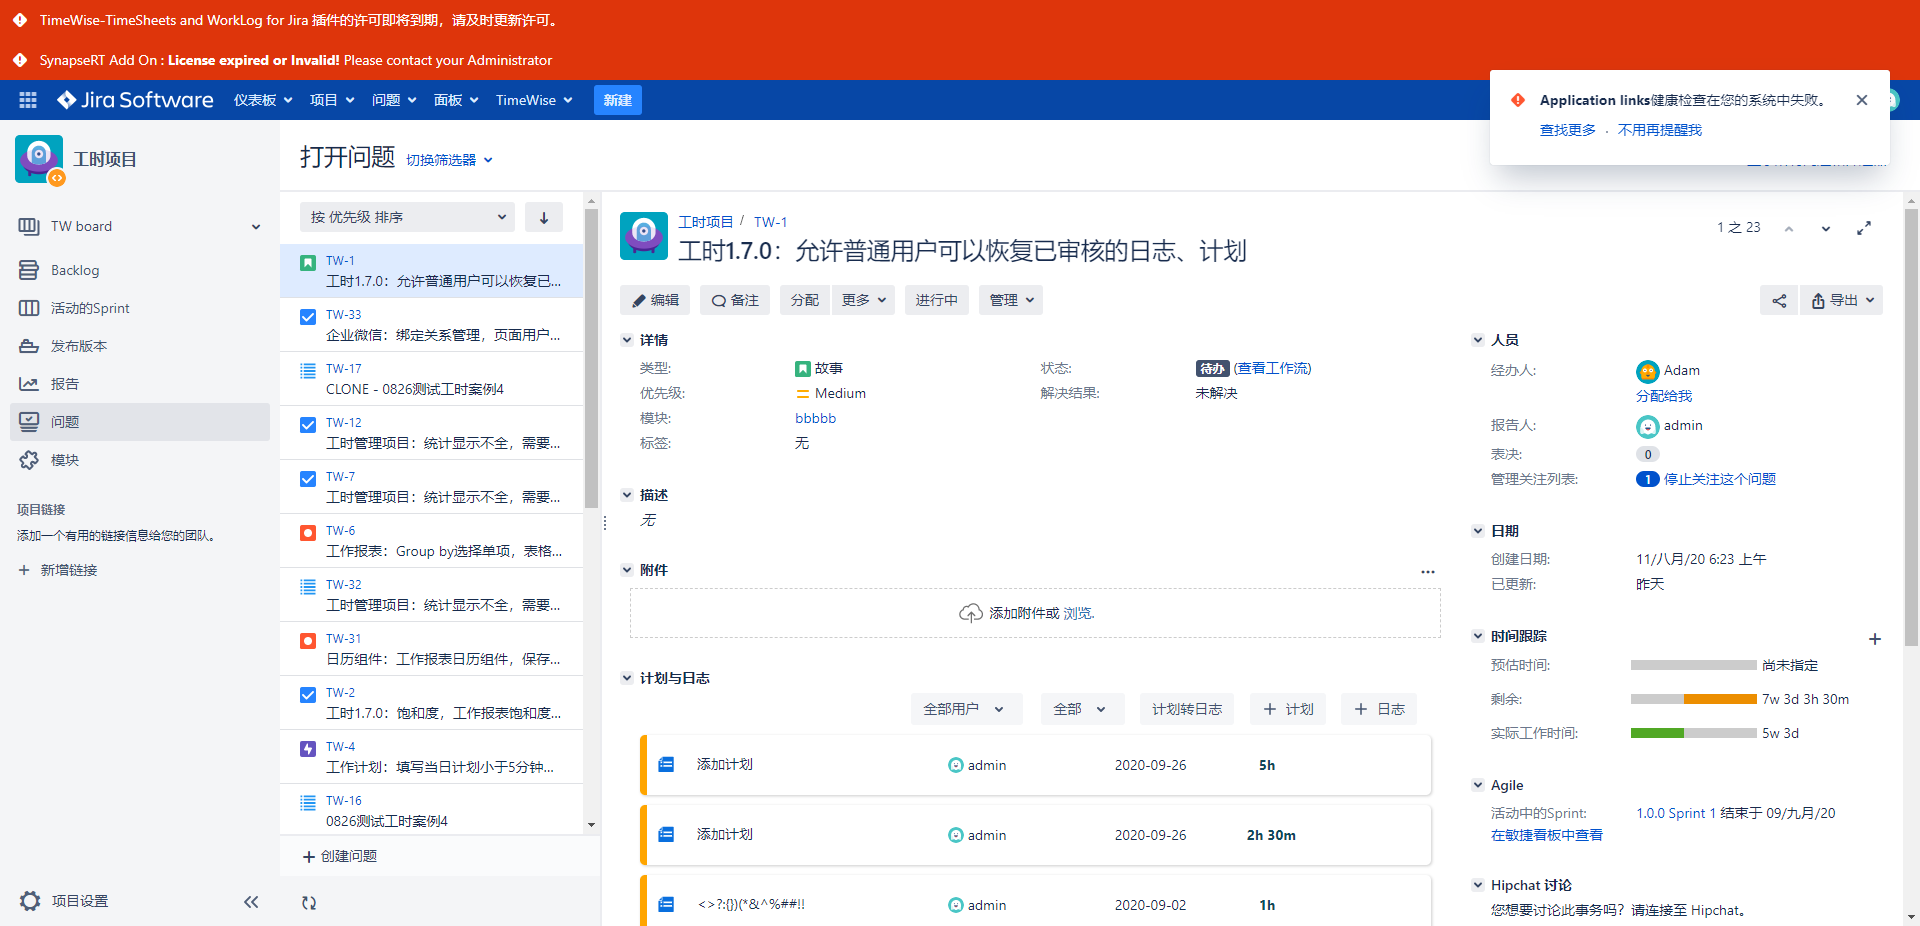 TimeWise-TimeSheets and WorkLog for Jira 插件的许可即将到期，请及时更新许可。
SynapseRT Add On : License expired or Invalid! Please contact your Administrator
Jira Software 仪表板 项目 问题 面板 TimeWise 新建
Application links健康检查在您的系统中失败。
查找更多 · 不用再提醒我
工时项目
TW board
Backlog
活动的Sprint
发布版本
报告
问题
模块
项目链接
添加一个有用的链接信息给您的团队。
+ 新增链接
项目设置
打开问题 切换筛选器
按 优先级 排序
TW-1
工时1.7.0：允许普通用户可以恢复已...
TW-33
企业微信：绑定关系管理，页面用户...
TW-17
CLONE - 0826测试工时案例4
TW-12
工时管理项目：统计显示不全，需要...
TW-7
工时管理项目：统计显示不全，需要...
TW-6
工作报表：Group by选择单项，表格...
TW-32
工时管理项目：统计显示不全，需要...
TW-31
日历组件：工作报表日历组件，保存...
TW-2
工时1.7.0：饱和度，工作报表饱和度...
TW-4
工作计划：填写当日计划小于5分钟...
TW-16
0826测试工时案例4
+ 创建问题
工时项目 / TW-1
工时1.7.0：允许普通用户可以恢复已审核的日志、计划
1 之 23
编辑 备注 分配 更多 进行中 管理 导出
详情
类型: 故事 状态: 待办 (查看工作流)
优先级: Medium 解决结果: 未解决
模块: bbbbb
标签: 无
描述
无
附件
添加附件或 浏览.
计划与日志
全部用户 全部 计划转日志 + 计划 + 日志
添加计划 admin 2020-09-26 5h
添加计划 admin 2020-09-26 2h 30m
<>?:{})(*&^%##!! admin 2020-09-02 1h
人员
经办人: Adam
分配给我
报告人: admin
表决: 0
管理关注列表: 1 停止关注这个问题
日期
创建日期: 11/八月/20 6:23 上午
已更新: 昨天
时间跟踪
预估时间: 尚未指定
剩余: 7w 3d 3h 30m
实际工作时间: 5w 3d
Agile
活动中的Sprint: 1.0.0 Sprint 1 结束于 09/九月/20
在敏捷看板中查看
Hipchat 讨论
您想要讨论此事务吗？请连接至 Hipchat。